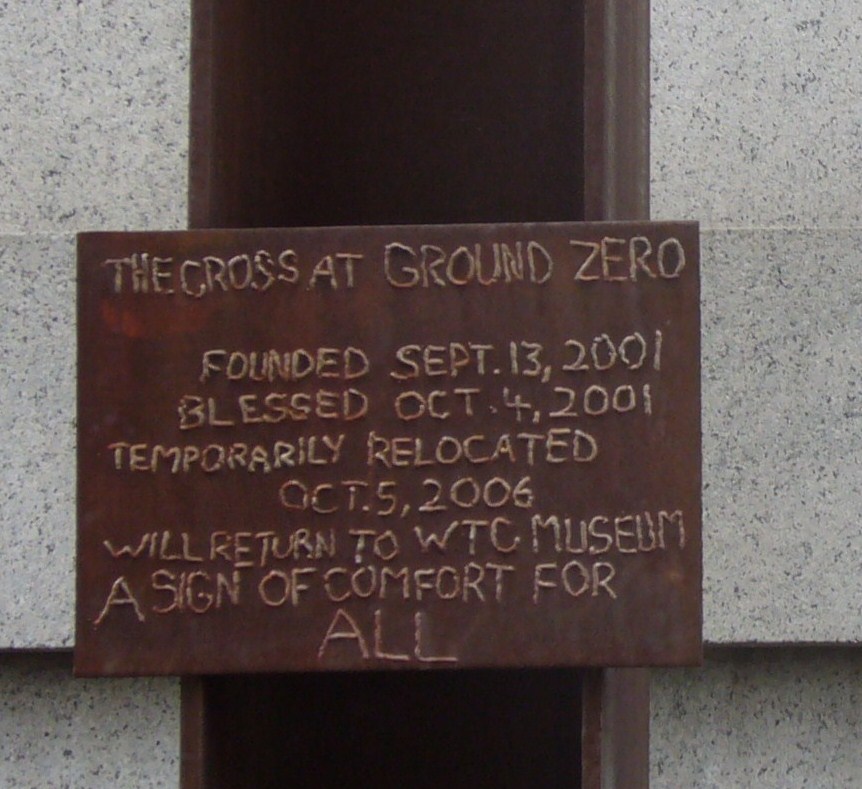 THE CROSS AT GROUND ZERO
FOUNDED SEPT. 13, 2001
BLESSED OCT. 4, 2001
TEMPORARILY RELOCATED
OCT. 5, 2006
WILL RETURN TO WTC MUSEUM
A SIGN OF COMFORT FOR
ALL